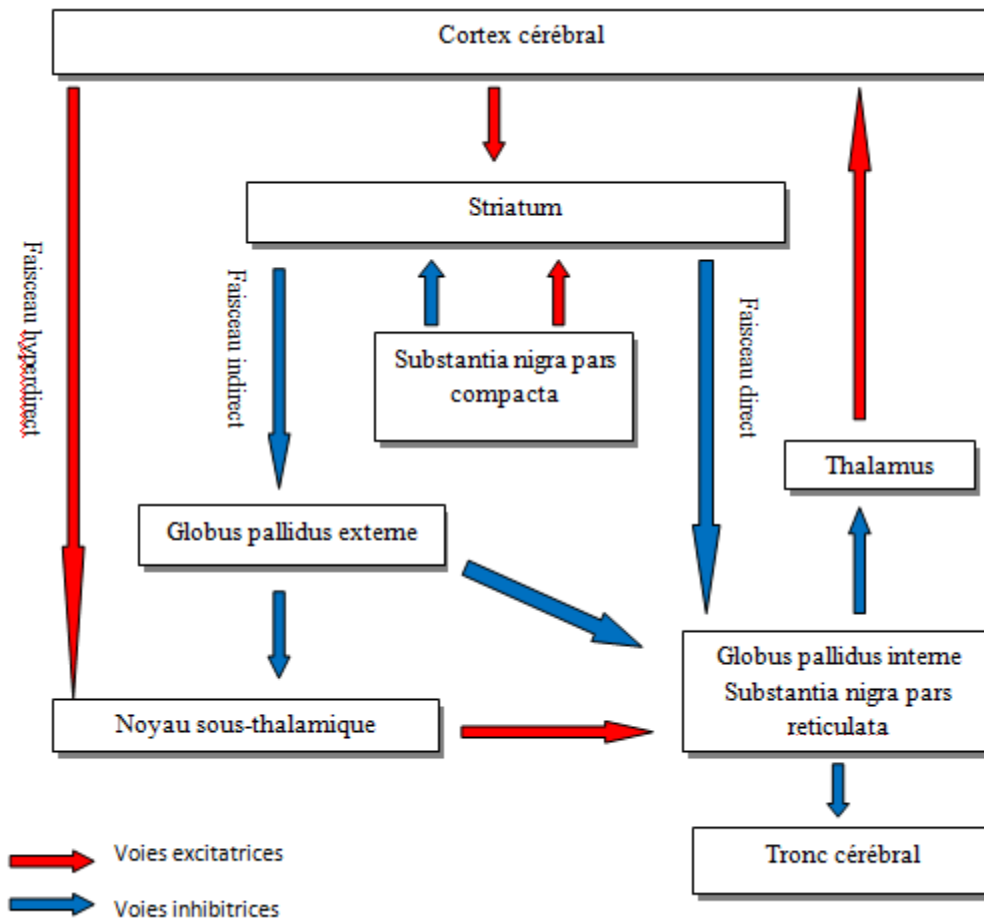 Cortex cérébral
Striatum
Faisceau hyperdirect
Faisceau indirect
Substantia nigra pars
compacta
Faisceau direct
Thalamus
Globus pallidus externe
Globus pallidus interne
Substantia nigra pars
reticulata
Noyau sous-thalamique
Tronc cérébral
Voies excitatrices
Voies inhibitrices